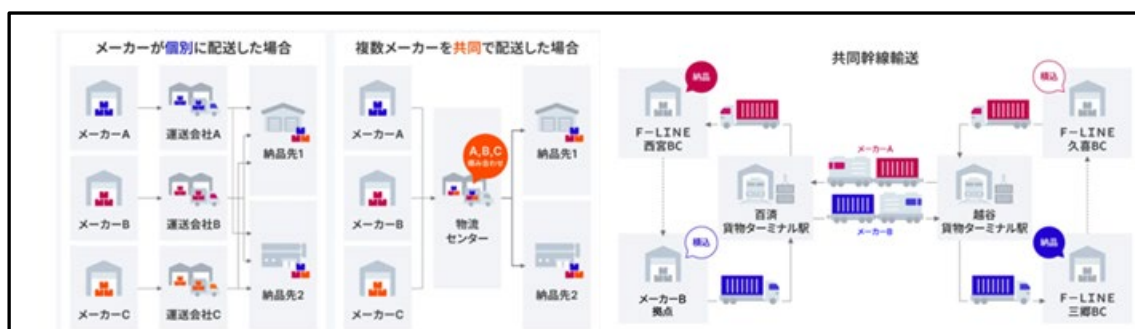 メーカーが個別に配送した場合
メーカーA
運送会社A
納品先1
メーカーB
運送会社B
メーカーC
運送会社C
納品先2
複数メーカーを共同で配送した場合
メーカーA
A,B,C
積み合わせ
納品先1
メーカーB
物流
センター
メーカーC
納品先2
共同幹線輸送
納品
F-LINE
西宮BC
積込
F-LINE
久喜BC
メーカーA
百済
貨物ターミナル駅
メーカーB
越谷
貨物ターミナル駅
積込
メーカーB
拠点
納品
F-LINE
三郷BC